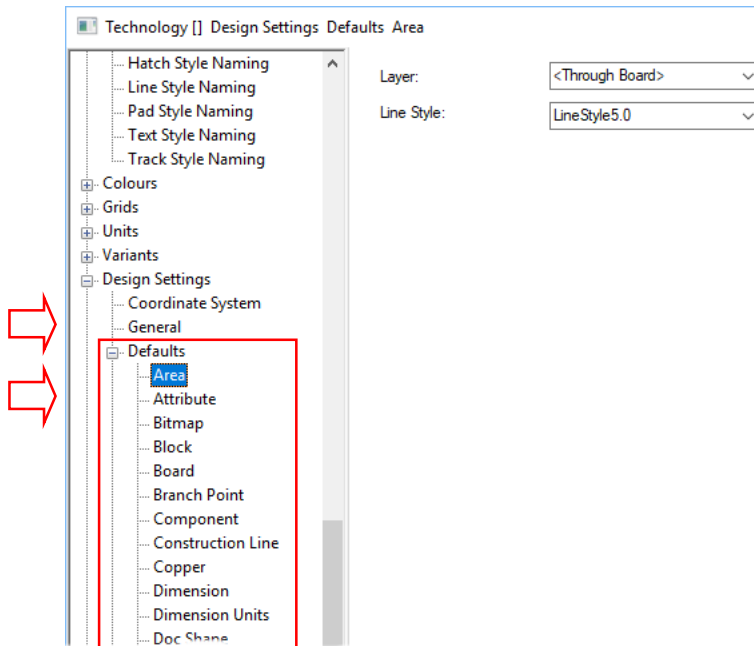 Technology [] Design Settings Defaults Area
Hatch Style Naming
Line Style Naming
Pad Style Naming
Text Style Naming
Track Style Naming
Colours
Grids
Units
Variants
Design Settings
Coordinate System
General
Defaults
Area
Attribute
Bitmap
Block
Board
Branch Point
Component
Construction Line
Copper
Dimension
Dimension Units
Doc Shape
Layer: <Through Board>
Line Style: LineStyle5.0